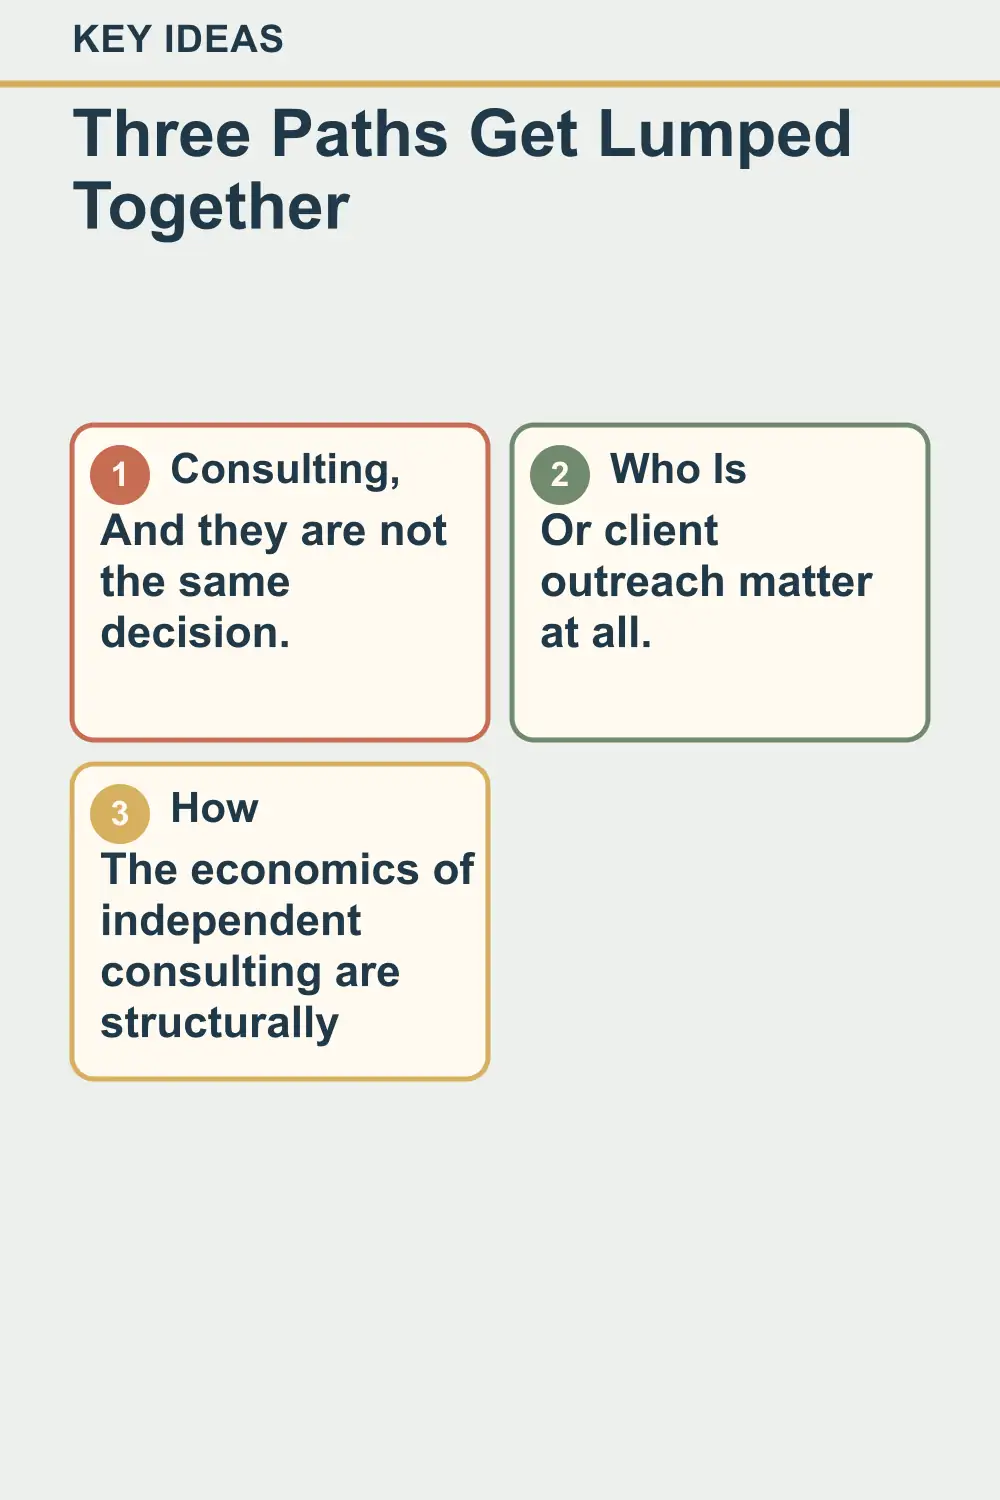 KEY IDEAS
Three Paths Get Lumped
Together
1 Consulting,
And they are not
the same
decision.
2 Who Is
Or client
outreach matter
at all.
3 How
The economics of
independent
consulting are
structurally